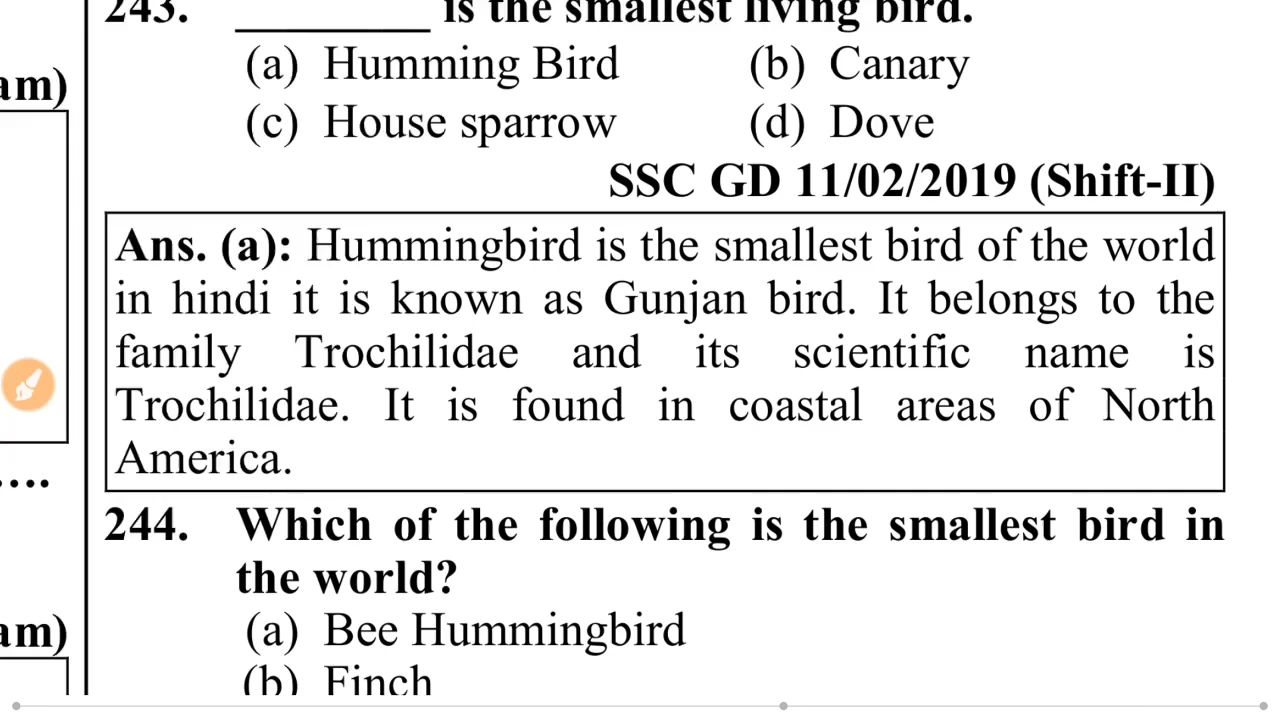 243. ________ is the smallest living bird.
(a) Humming Bird (b) Canary
(c) House sparrow (d) Dove
SSC GD 11/02/2019 (Shift-II)
Ans. (a): Hummingbird is the smallest bird of the world
in hindi it is known as Gunjan bird. It belongs to the
family Trochilidae and its scientific name is
Trochilidae. It is found in coastal areas of North
America.
244. Which of the following is the smallest bird in
the world?
(a) Bee Hummingbird
(b) Finch
am)
....
am)